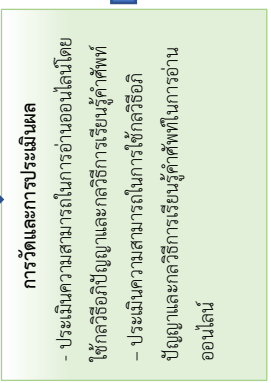 การวัดและการประเมินผล
- ประเมินความสามารถในการอ่านออนไลน์โดย
ใช้กลวิธีอภิปัญญาและกลวิธีการเรียนรู้คำศัพท์
– ประเมินความสามารถในการใช้กลวิธีอภิ
ปัญญาและกลวิธีการเรียนรู้คำศัพท์ในการอ่าน
ออนไลน์